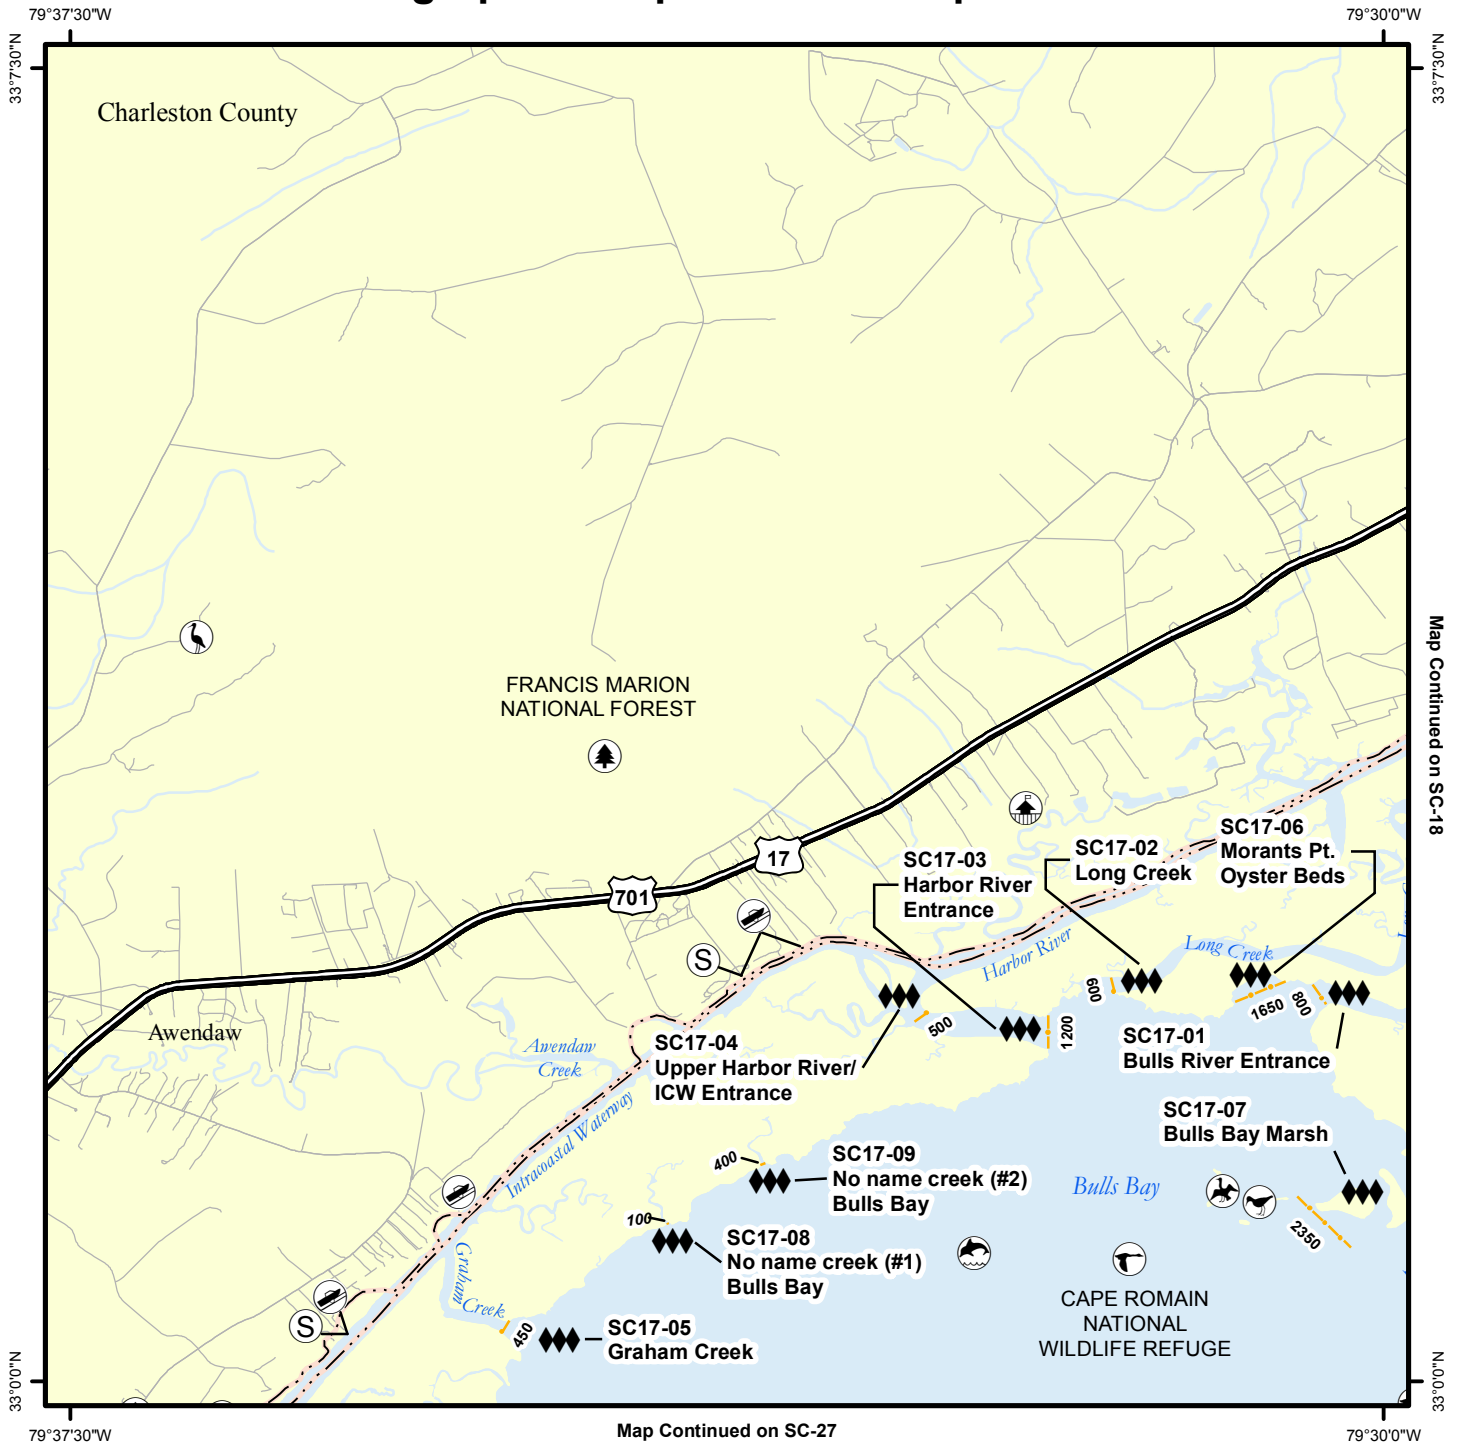 79°37'30"W
79°30'0"W
33°7'30"N
33°7'30"N
Charleston County
FRANCIS MARION
NATIONAL FOREST
Map Continued on SC-18
17
701
SC17-03
Harbor River
Entrance
SC17-02
Long Creek
SC17-06
Morants Pt.
Oyster Beds
S
Harbor River
Long Creek
600
1650
800
500
1200
Awendaw
Awendaw
Creek
SC17-04
Upper Harbor River/
ICW Entrance
SC17-01
Bulls River Entrance
Intracoastal Waterway
SC17-07
Bulls Bay Marsh
400
SC17-09
No name creek (#2)
Bulls Bay
Bulls Bay
100
SC17-08
No name creek (#1)
Bulls Bay
2350
Graham
Creek
S
450
SC17-05
Graham Creek
CAPE ROMAIN
NATIONAL
WILDLIFE REFUGE
33°0'0"N
33°0'0"N
79°37'30"W
Map Continued on SC-27
79°30'0"W